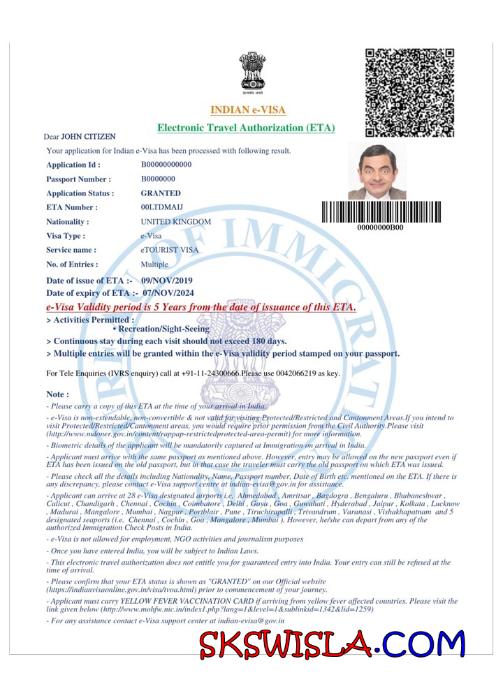 सत्यमेव जयते
INDIAN e-VISA
Electronic Travel Authorization (ETA)
Dear JOHN CITIZEN
Your application for Indian e-Visa has been processed with following result.
Application Id : B00000000000
Passport Number : B0000000
Application Status : GRANTED
ETA Number : 00LTDMAIJ
Nationality : UNITED KINGDOM
Visa Type : e-Visa
Service name : eTOURIST VISA
No. of Entries : Multiple
00000000B00
Date of issue of ETA :- 09/NOV/2019
Date of expiry of ETA :- 07/NOV/2024
e-Visa Validity period is 5 Years from the date of issuance of this ETA.
> Activities Permitted :
• Recreation/Sight-Seeing
> Continuous stay during each visit should not exceed 180 days.
> Multiple entries will be granted within the e-Visa validity period stamped on your passport.
For Tele Enquiries (IVRS enquiry) call at +91-11-24300666.Please use 0042066219 as key.
Note :
- Please carry a copy of this ETA at the time of your arrival in India.
- e-Visa is non-extendable, non-convertible & not valid for visiting Protected/Restricted and Cantonment Areas.If you intend to
visit Protected/Restricted/Cantonment areas, you would require prior permission from the Civil Authority.Please visit
(http://www.mdoner.gov.in/content/rappap-restrictedprotected-area-permit) for more information.
- Biometric details of the applicant will be mandatorily captured at Immigration on arrival in India.
- Applicant must arrive with the same passport as mentioned above. However, entry may be allowed on the new passport even if
ETA has been issued on the old passport, but in that case the traveler must carry the old passport on which ETA was issued.
- Please check all the details including Nationality, Name, Passport number, Date of Birth etc. mentioned on the ETA. If there is
any discrepancy, please contact e-Visa support centre at indian-evisa@gov.in for assistance.
- Applicant can arrive at 28 e-Visa designated airports(i.e. Ahmedabad , Amritsar , Bagdogra , Bengaluru , Bhubaneshwar ,
Calicut , Chandigarh , Chennai , Cochin , Coimbatore , Delhi , Gaya , Goa , Guwahati , Hyderabad , Jaipur , Kolkata , Lucknow
, Madurai , Mangalore , Mumbai , Nagpur , Portblair , Pune , Tiruchirapalli , Trivandrum , Varanasi , Vishakhapatnam and 5
designated seaports (i.e. Chennai , Cochin , Goa , Mangalore , Mumbai ). However, he/she can depart from any of the
authorized Immigration Check Posts in India.
- e-Visa is not allowed for employment, NGO activities and journalism purposes
- Once you have entered India, you will be subject to Indian Laws.
- This electronic travel authorization does not entitle you for guaranteed entry into India. Your entry can still be refused at the
time of arrival.
- Please confirm that your ETA status is shown as "GRANTED" on our Official website
(https://indianvisaonline.gov.in/visa/tvoa.html) prior to commencement of your journey.
- Applicant must carry YELLOW FEVER VACCINATION CARD if arriving from yellow fever affected countries. Please visit the
link given below (http://www.mohfw.nic.in/index1.php?lang=1&level=1&sublinkid=1342&lid=1259)
- For any assistance contact e-Visa support center at indian-evisa@gov.in
OF IMMIGRAT
SKSWISLA.COM